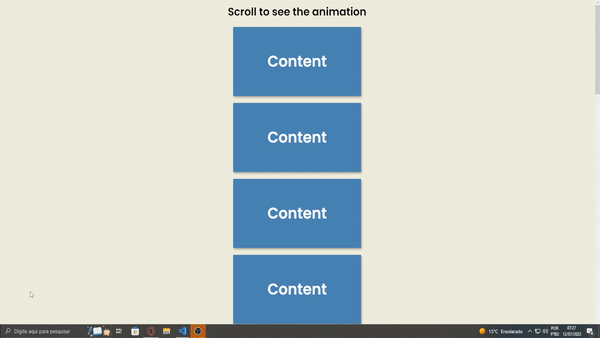 Scroll to see the animation
Content
Content
Content
Content
Digite aqui para pesquisar
15°C Ensolarado
POR
PTB2
07:27
12/07/2022